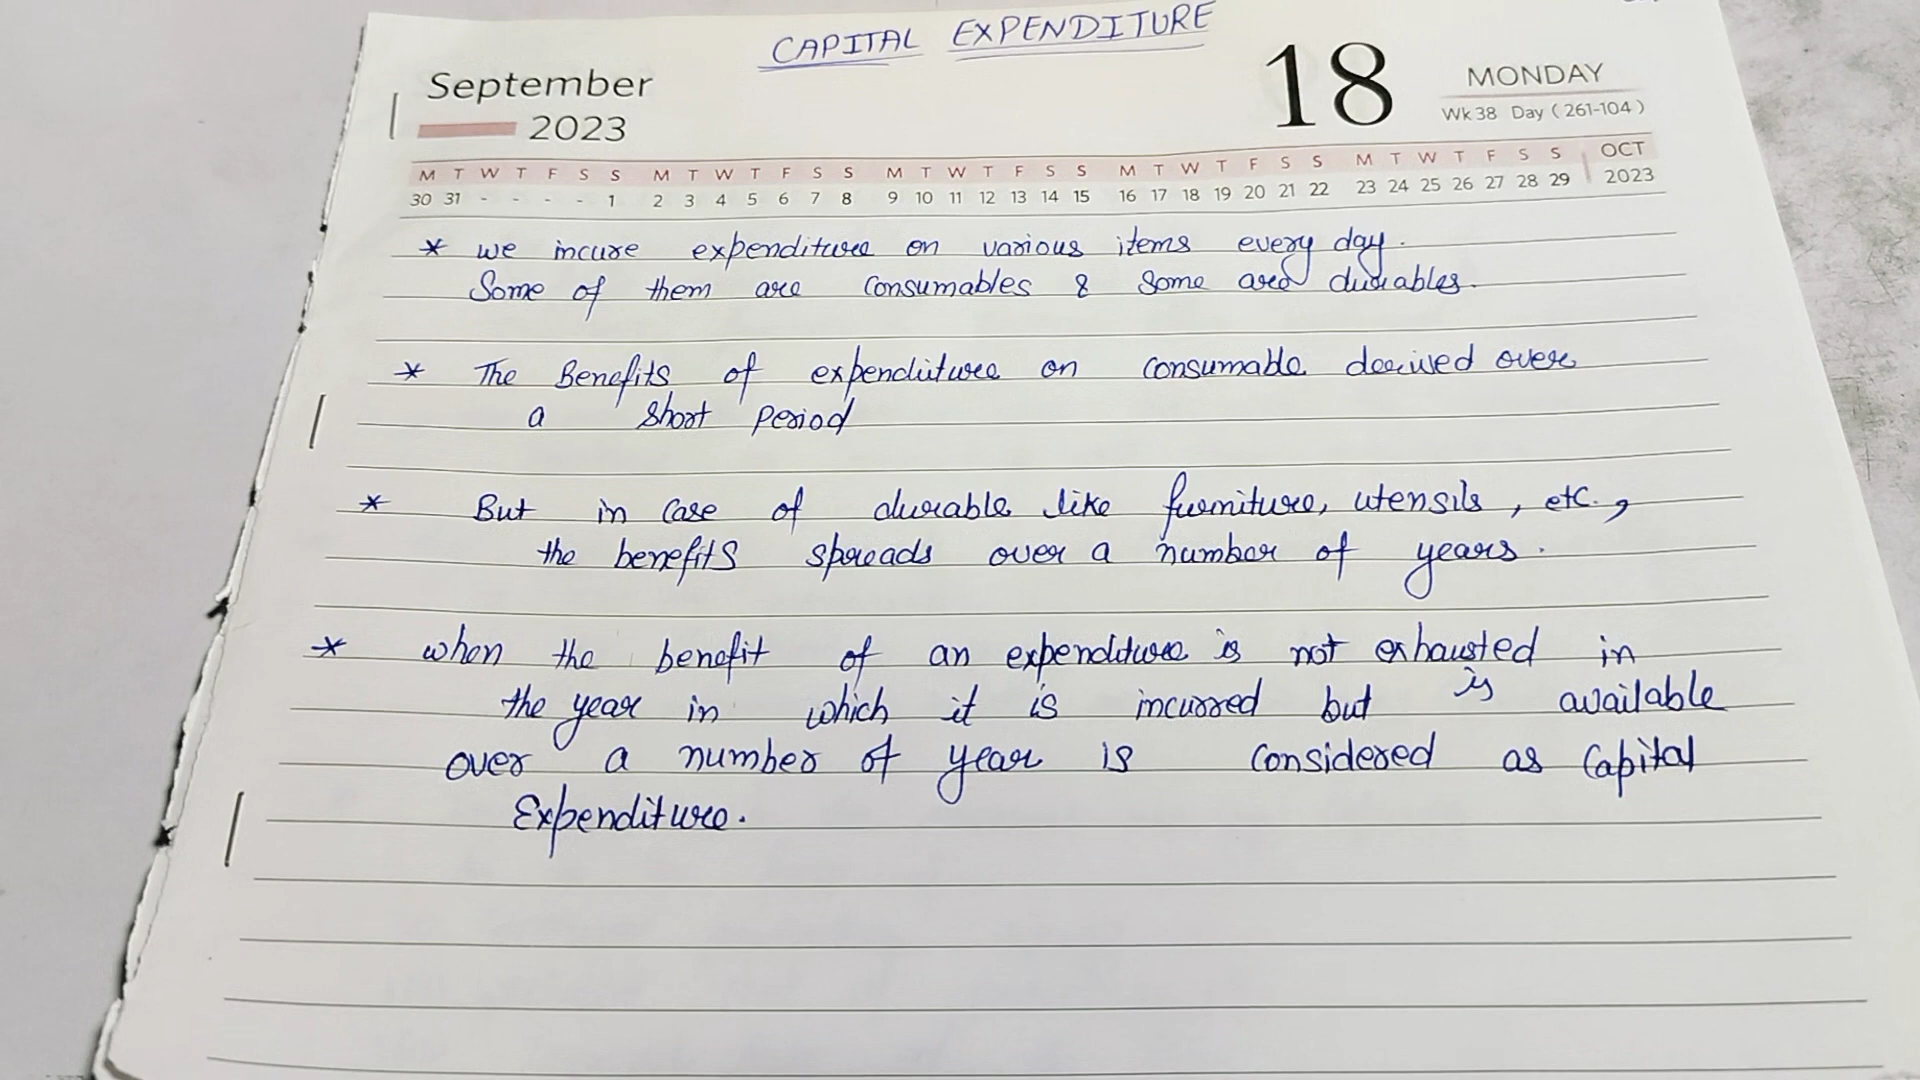 CAPITAL EXPENDITURE
September
2023
18
MONDAY
Wk 38 Day (261-104)
M T W T F S S M T W T F S S M T W T F S S M T W T F S S M T W T F S S OCT
30 31 - - - - 1 2 3 4 5 6 7 8 9 10 11 12 13 14 15 16 17 18 19 20 21 22 23 24 25 26 27 28 29 2023
* we incure expenditure on various items every day.
Some of them are consumables & some are durables.
* The Benefits of expenditure on consumable derived over
a short Period
* But in case of durable like furniture, utensils, etc.,
the benefits spreads over a number of years.
* when the benefit of an expenditure is not exhausted in
the year in which it is incurred but is available
over a number of year is considered as Capital
Expenditure.